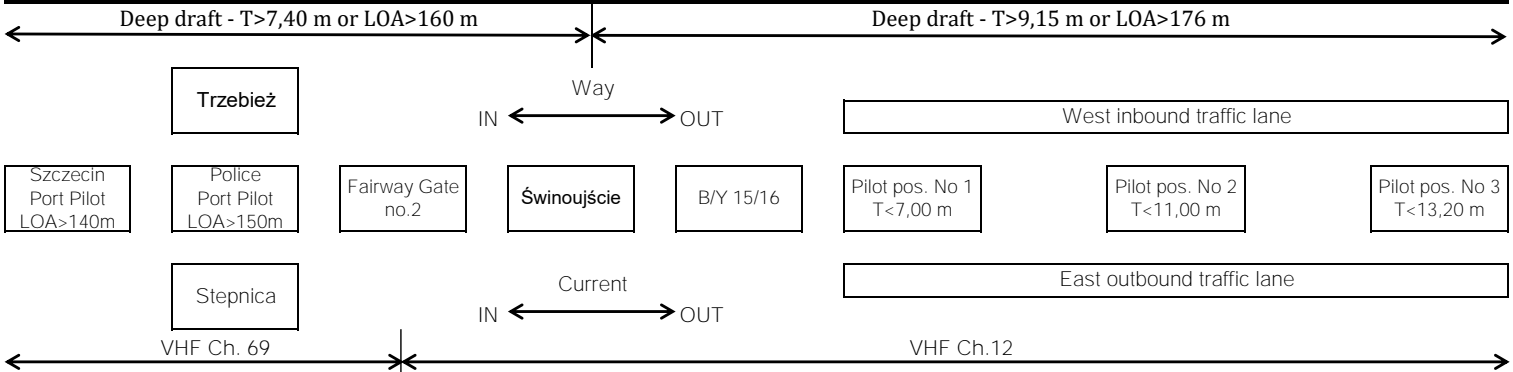 Deep draft - T>7,40 m or LOA>160 m
Deep draft - T>9,15 m or LOA>176 m
Trzebież
Way
IN
OUT
West inbound traffic lane
Szczecin
Port Pilot
LOA>140m
Police
Port Pilot
LOA>150m
Fairway Gate
no.2
Świnoujście
B/Y 15/16
Pilot pos. No 1
T<7,00 m
Pilot pos. No 2
T<11,00 m
Pilot pos. No 3
T<13,20 m
Stepnica
Current
IN
OUT
East outbound traffic lane
VHF Ch. 69
VHF Ch.12